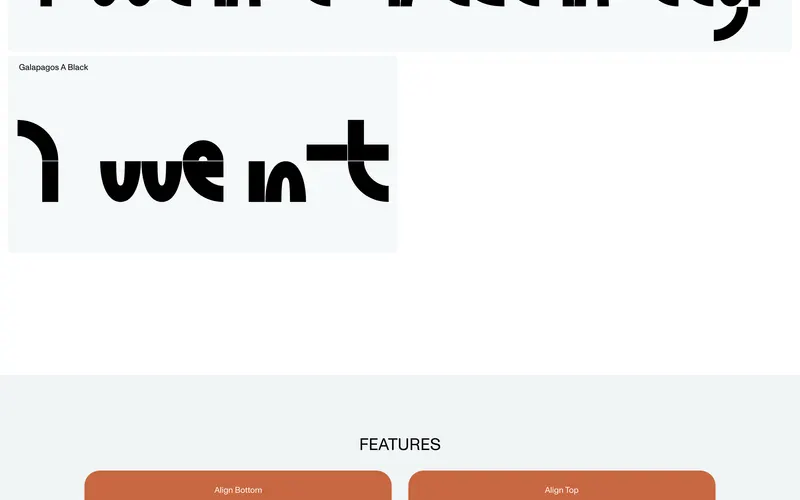 Galapagos A Black
I went
FEATURES
Align Bottom
Align Top